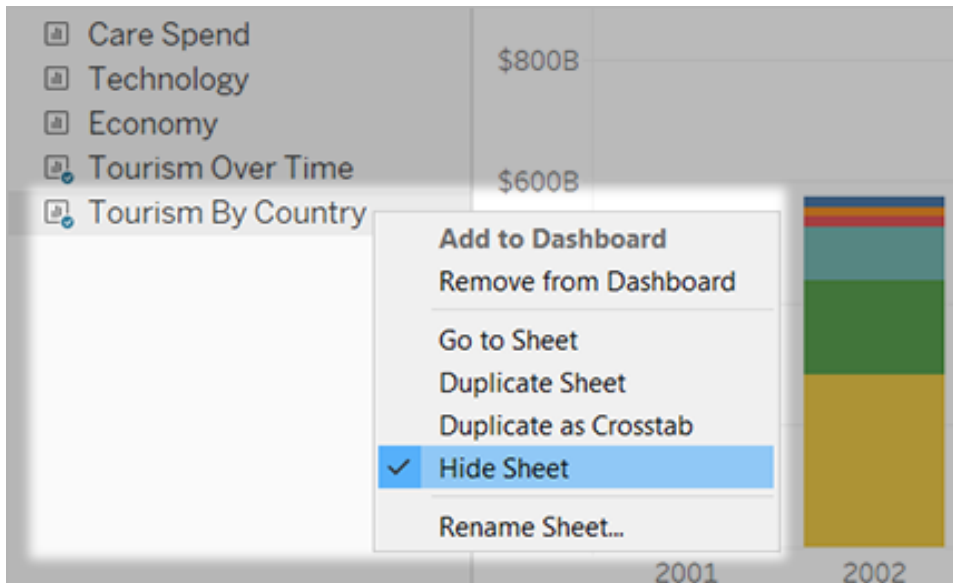 Care Spend
Technology
Economy
Tourism Over Time
Tourism By Country
Add to Dashboard
Remove from Dashboard
Go to Sheet
Duplicate Sheet
Duplicate as Crosstab
Hide Sheet
Rename Sheet...
$800B
$600B
2001
2002